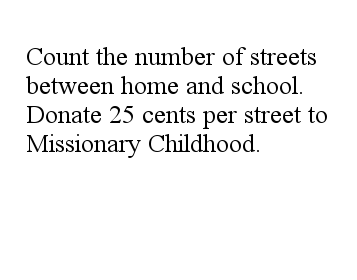 Count the number of streets
between home and school.
Donate 25 cents per street to
Missionary Childhood.